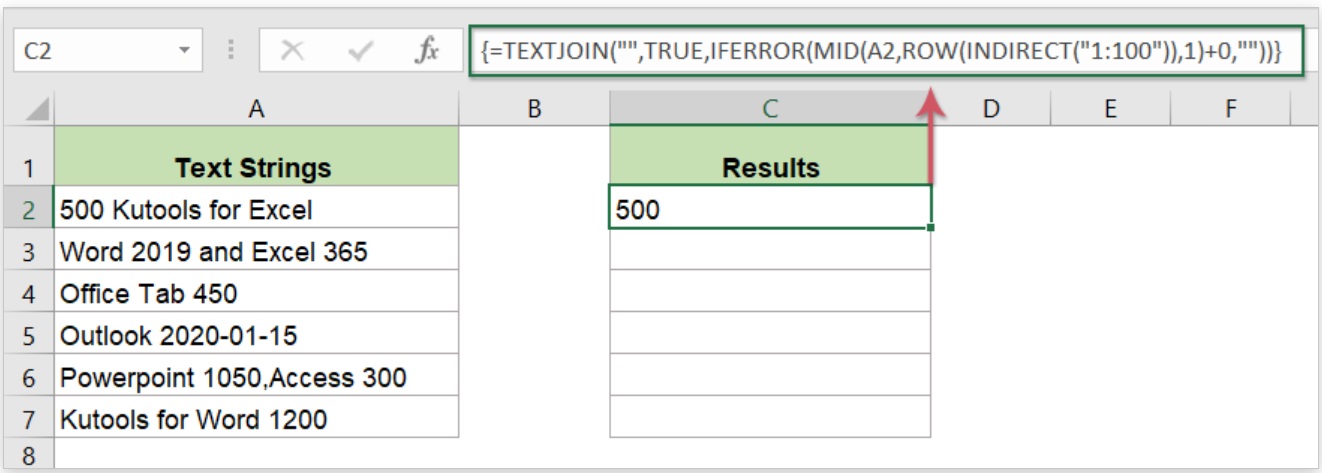 C2 fx {=TEXTJOIN("",TRUE,IFERROR(MID(A2,ROW(INDIRECT("1:100")),1)+0,""))}
A B C D E F
1 Text Strings Results
2 500 Kutools for Excel 500
3 Word 2019 and Excel 365
4 Office Tab 450
5 Outlook 2020-01-15
6 Powerpoint 1050,Access 300
7 Kutools for Word 1200
8